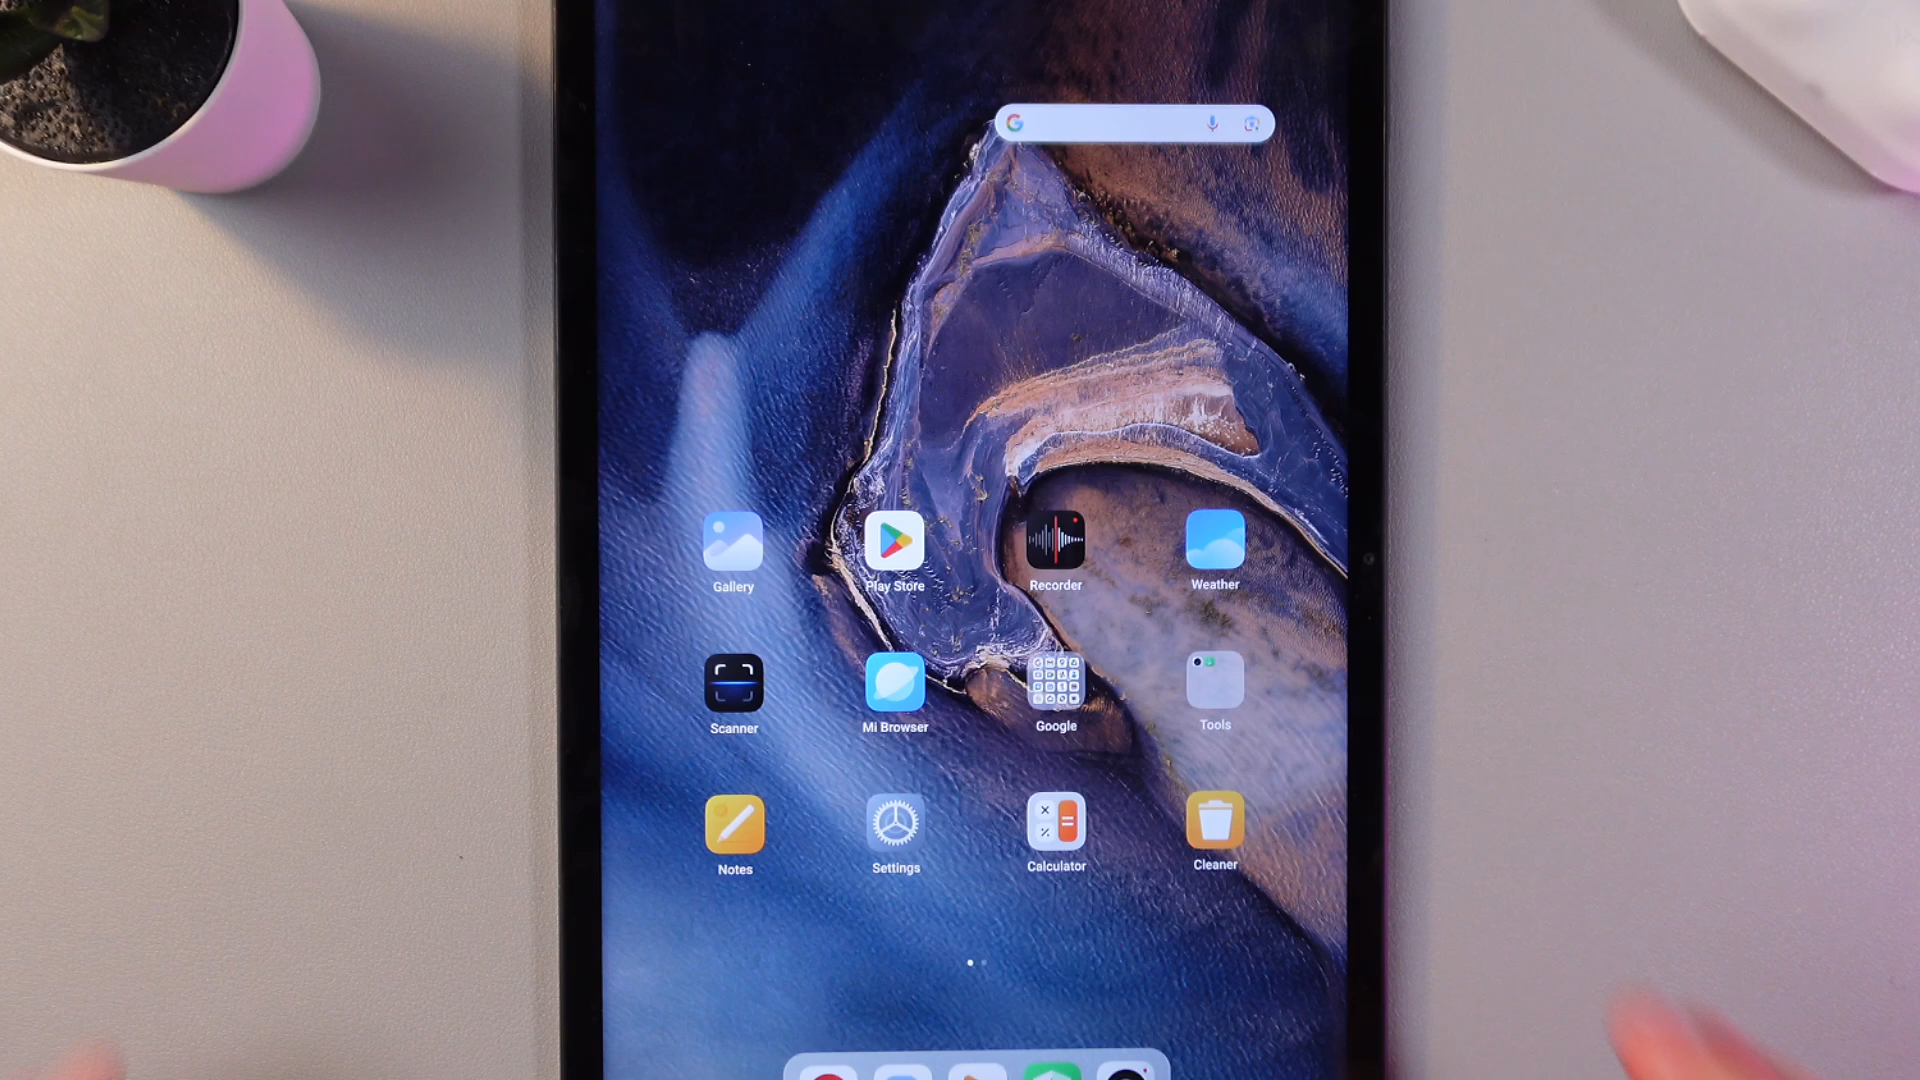 Gallery
Play Store
Recorder
Weather
Scanner
Mi Browser
Google
Tools
Notes
Settings
Calculator
Cleaner